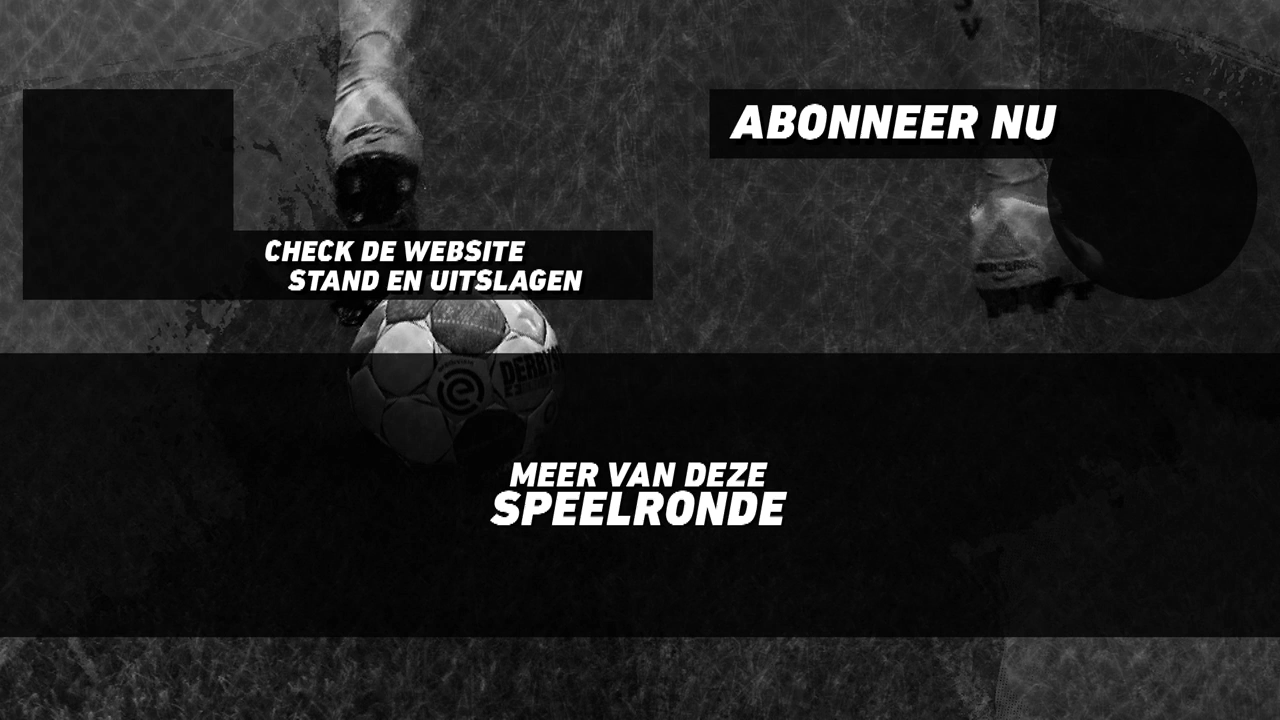 ABONNEER NU
CHECK DE WEBSITE
STAND EN UITSLAGEN
MEER VAN DEZE
SPEELRONDE